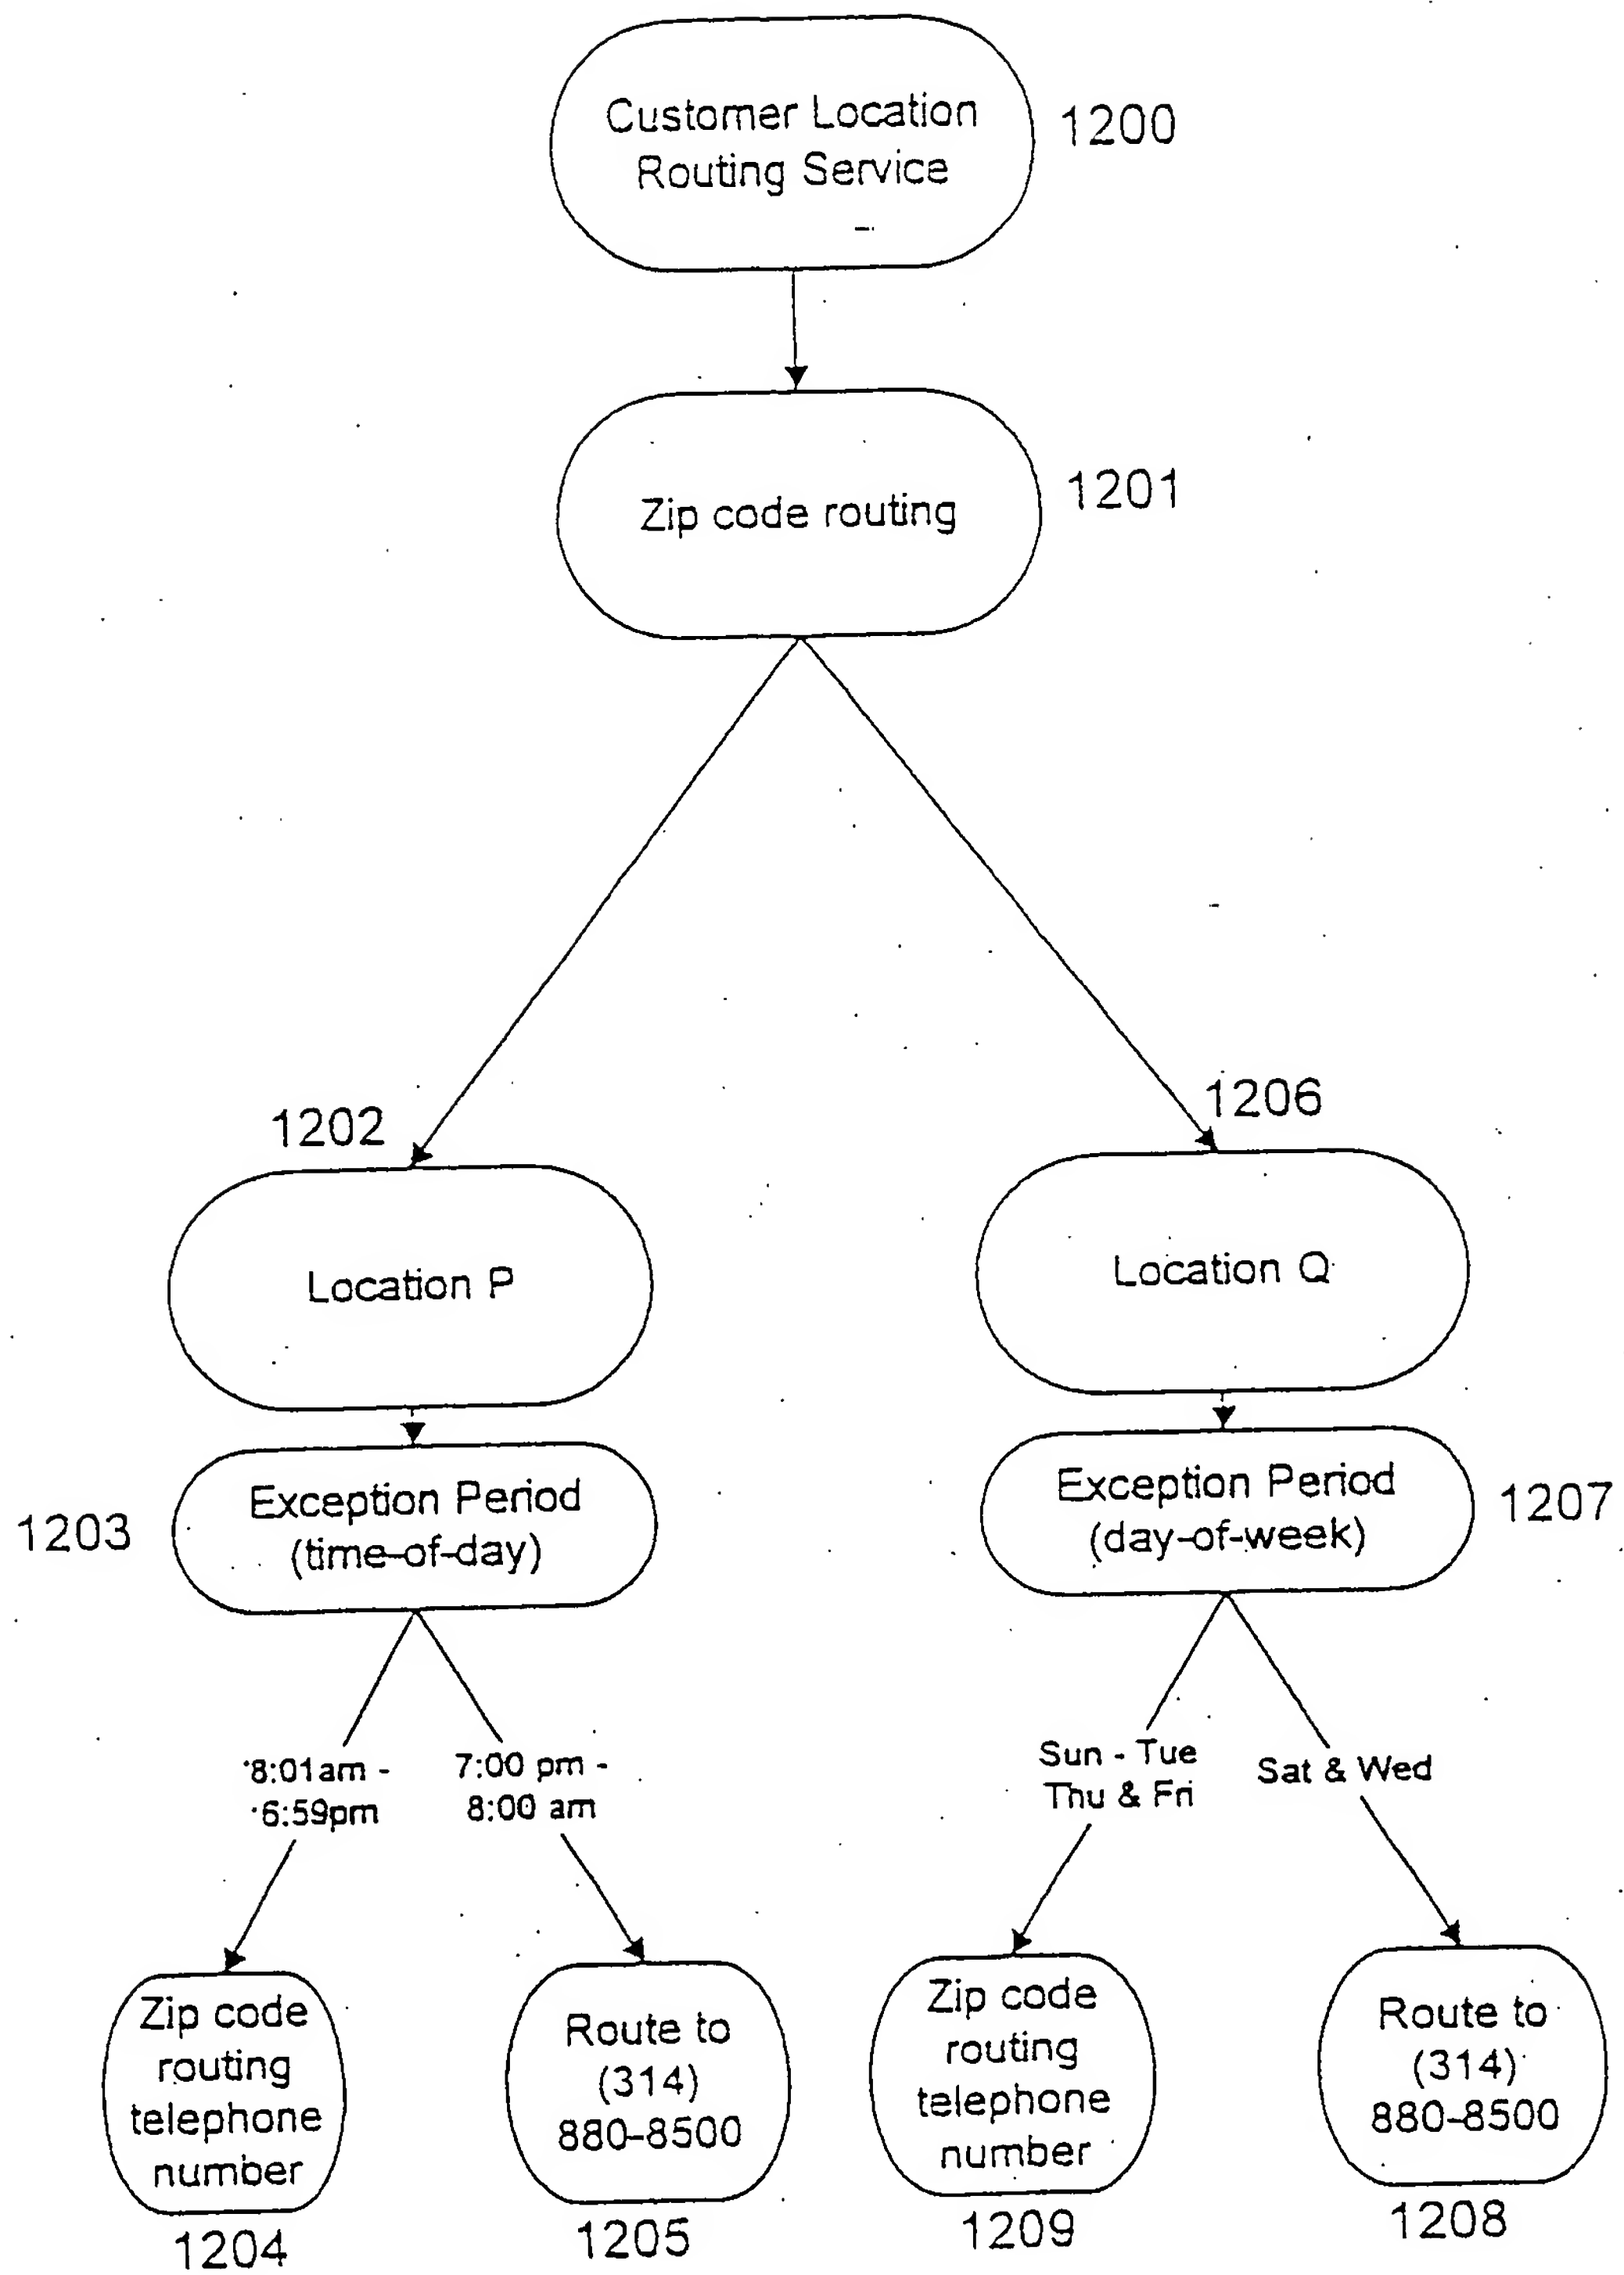 Customer Location
Routing Service
1200
Zip code routing
1201
1202
Location P
1206
Location Q
1203
Exception Period
(time-of-day)
Exception Period
(day-of-week)
1207
8:01am -
6:59pm
7:00 pm -
8:00 am
Sun - Tue
Thu & Fri
Sat & Wed
Zip code
routing
telephone
number
1204
Route to
(314)
880-8500
1205
Zip code
routing
telephone
number
1209
Route to
(314)
880-8500
1208